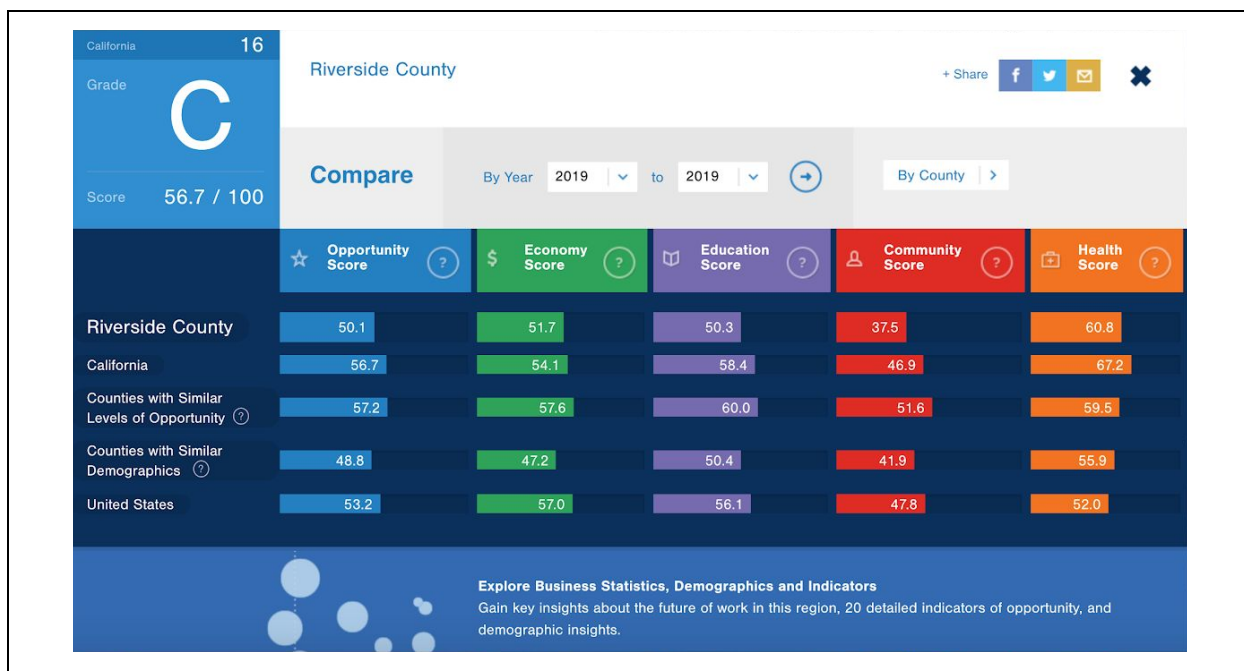 California 16
Grade
C
Score 56.7 / 100
Riverside County
+ Share f
Compare
By Year 2019 to 2019
By County >
Opportunity
Score ?
$ Economy
Score ?
Education
Score ?
Community
Score ?
Health
Score ?
Riverside County 50.1 51.7 50.3 37.5 60.8
California 56.7 54.1 58.4 46.9 67.2
Counties with Similar
Levels of Opportunity ? 57.2 57.6 60.0 51.6 59.5
Counties with Similar
Demographics ? 48.8 47.2 50.4 41.9 55.9
United States 53.2 57.0 56.1 47.8 52.0
Explore Business Statistics, Demographics and Indicators
Gain key insights about the future of work in this region, 20 detailed indicators of opportunity, and
demographic insights.